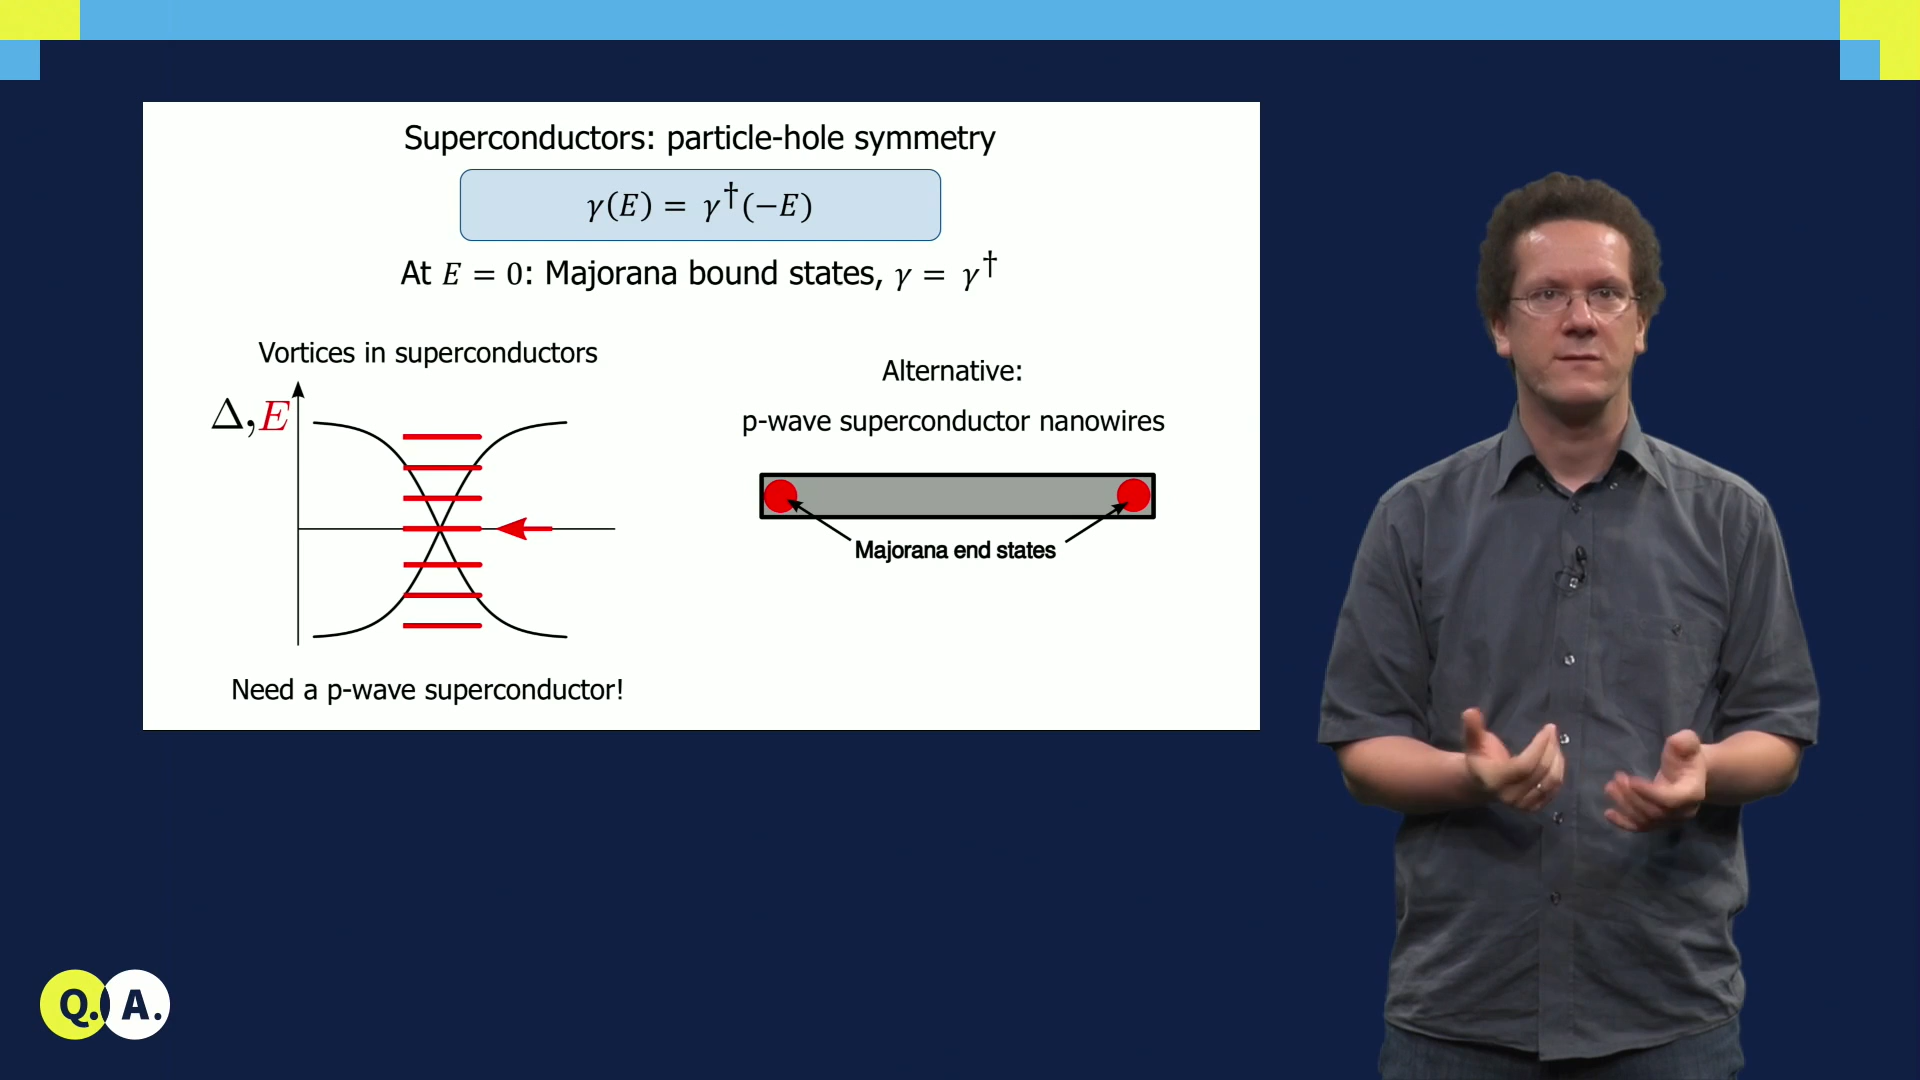 Superconductors: particle-hole symmetry
γ(E) = γ†(−E)
At E = 0: Majorana bound states, γ = γ†
Vortices in superconductors
Δ,E
Need a p-wave superconductor!
Alternative:
p-wave superconductor nanowires
Majorana end states
Q. A.